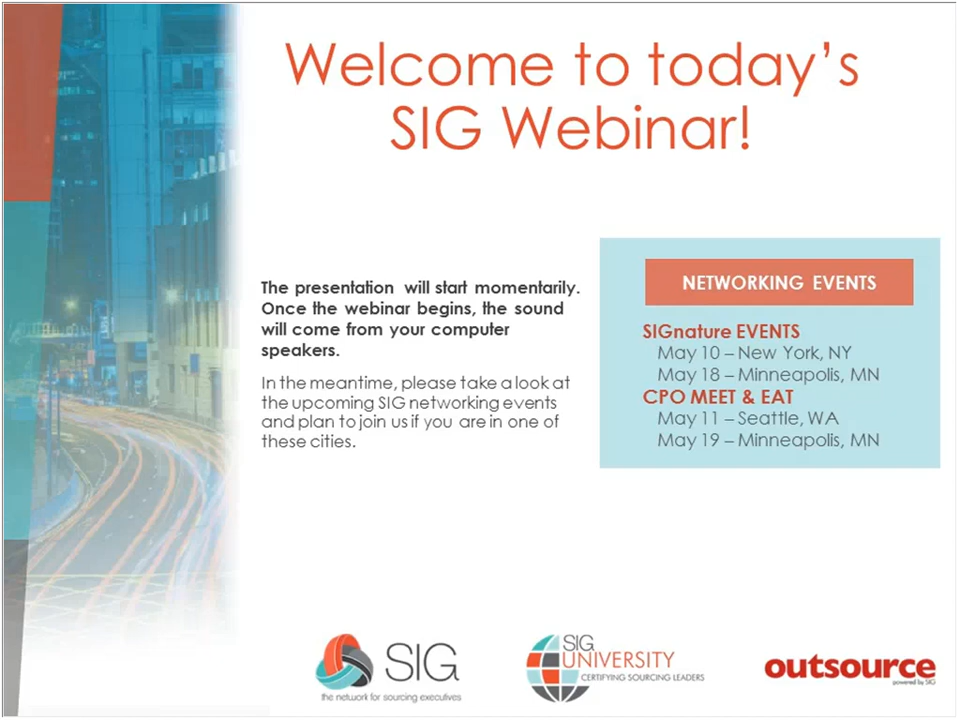 Welcome to today's
SIG Webinar!
The presentation will start momentarily.
Once the webinar begins, the sound
will come from your computer
speakers.
In the meantime, please take a look at
the upcoming SIG networking events
and plan to join us if you are in one of
these cities.
NETWORKING EVENTS
SIGnature EVENTS
May 10 – New York, NY
May 18 – Minneapolis, MN
CPO MEET & EAT
May 11 – Seattle, WA
May 19 – Minneapolis, MN
SIG
the network for sourcing executives
SIG
UNIVERSITY
CERTIFYING SOURCING LEADERS
outsource
powered by SIG